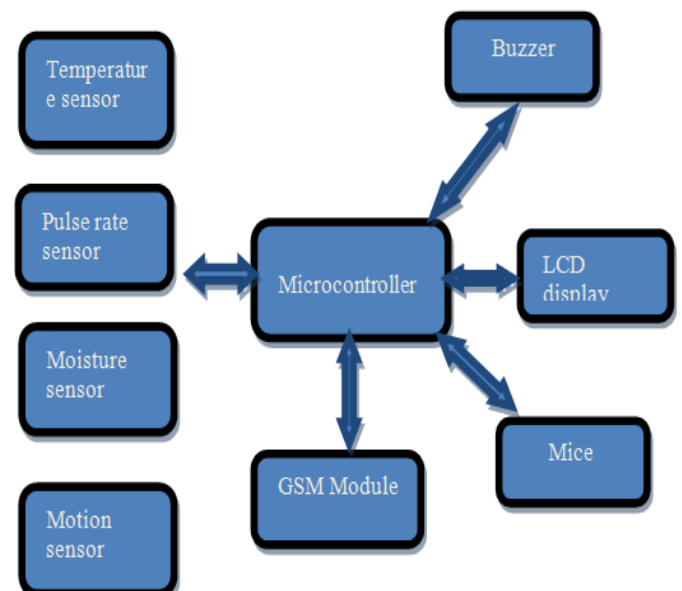 Temperatur
e sensor
Buzzer
Pulse rate
sensor
Microcontroller
LCD
display
Moisture
sensor
Mice
GSM Module
Motion
sensor